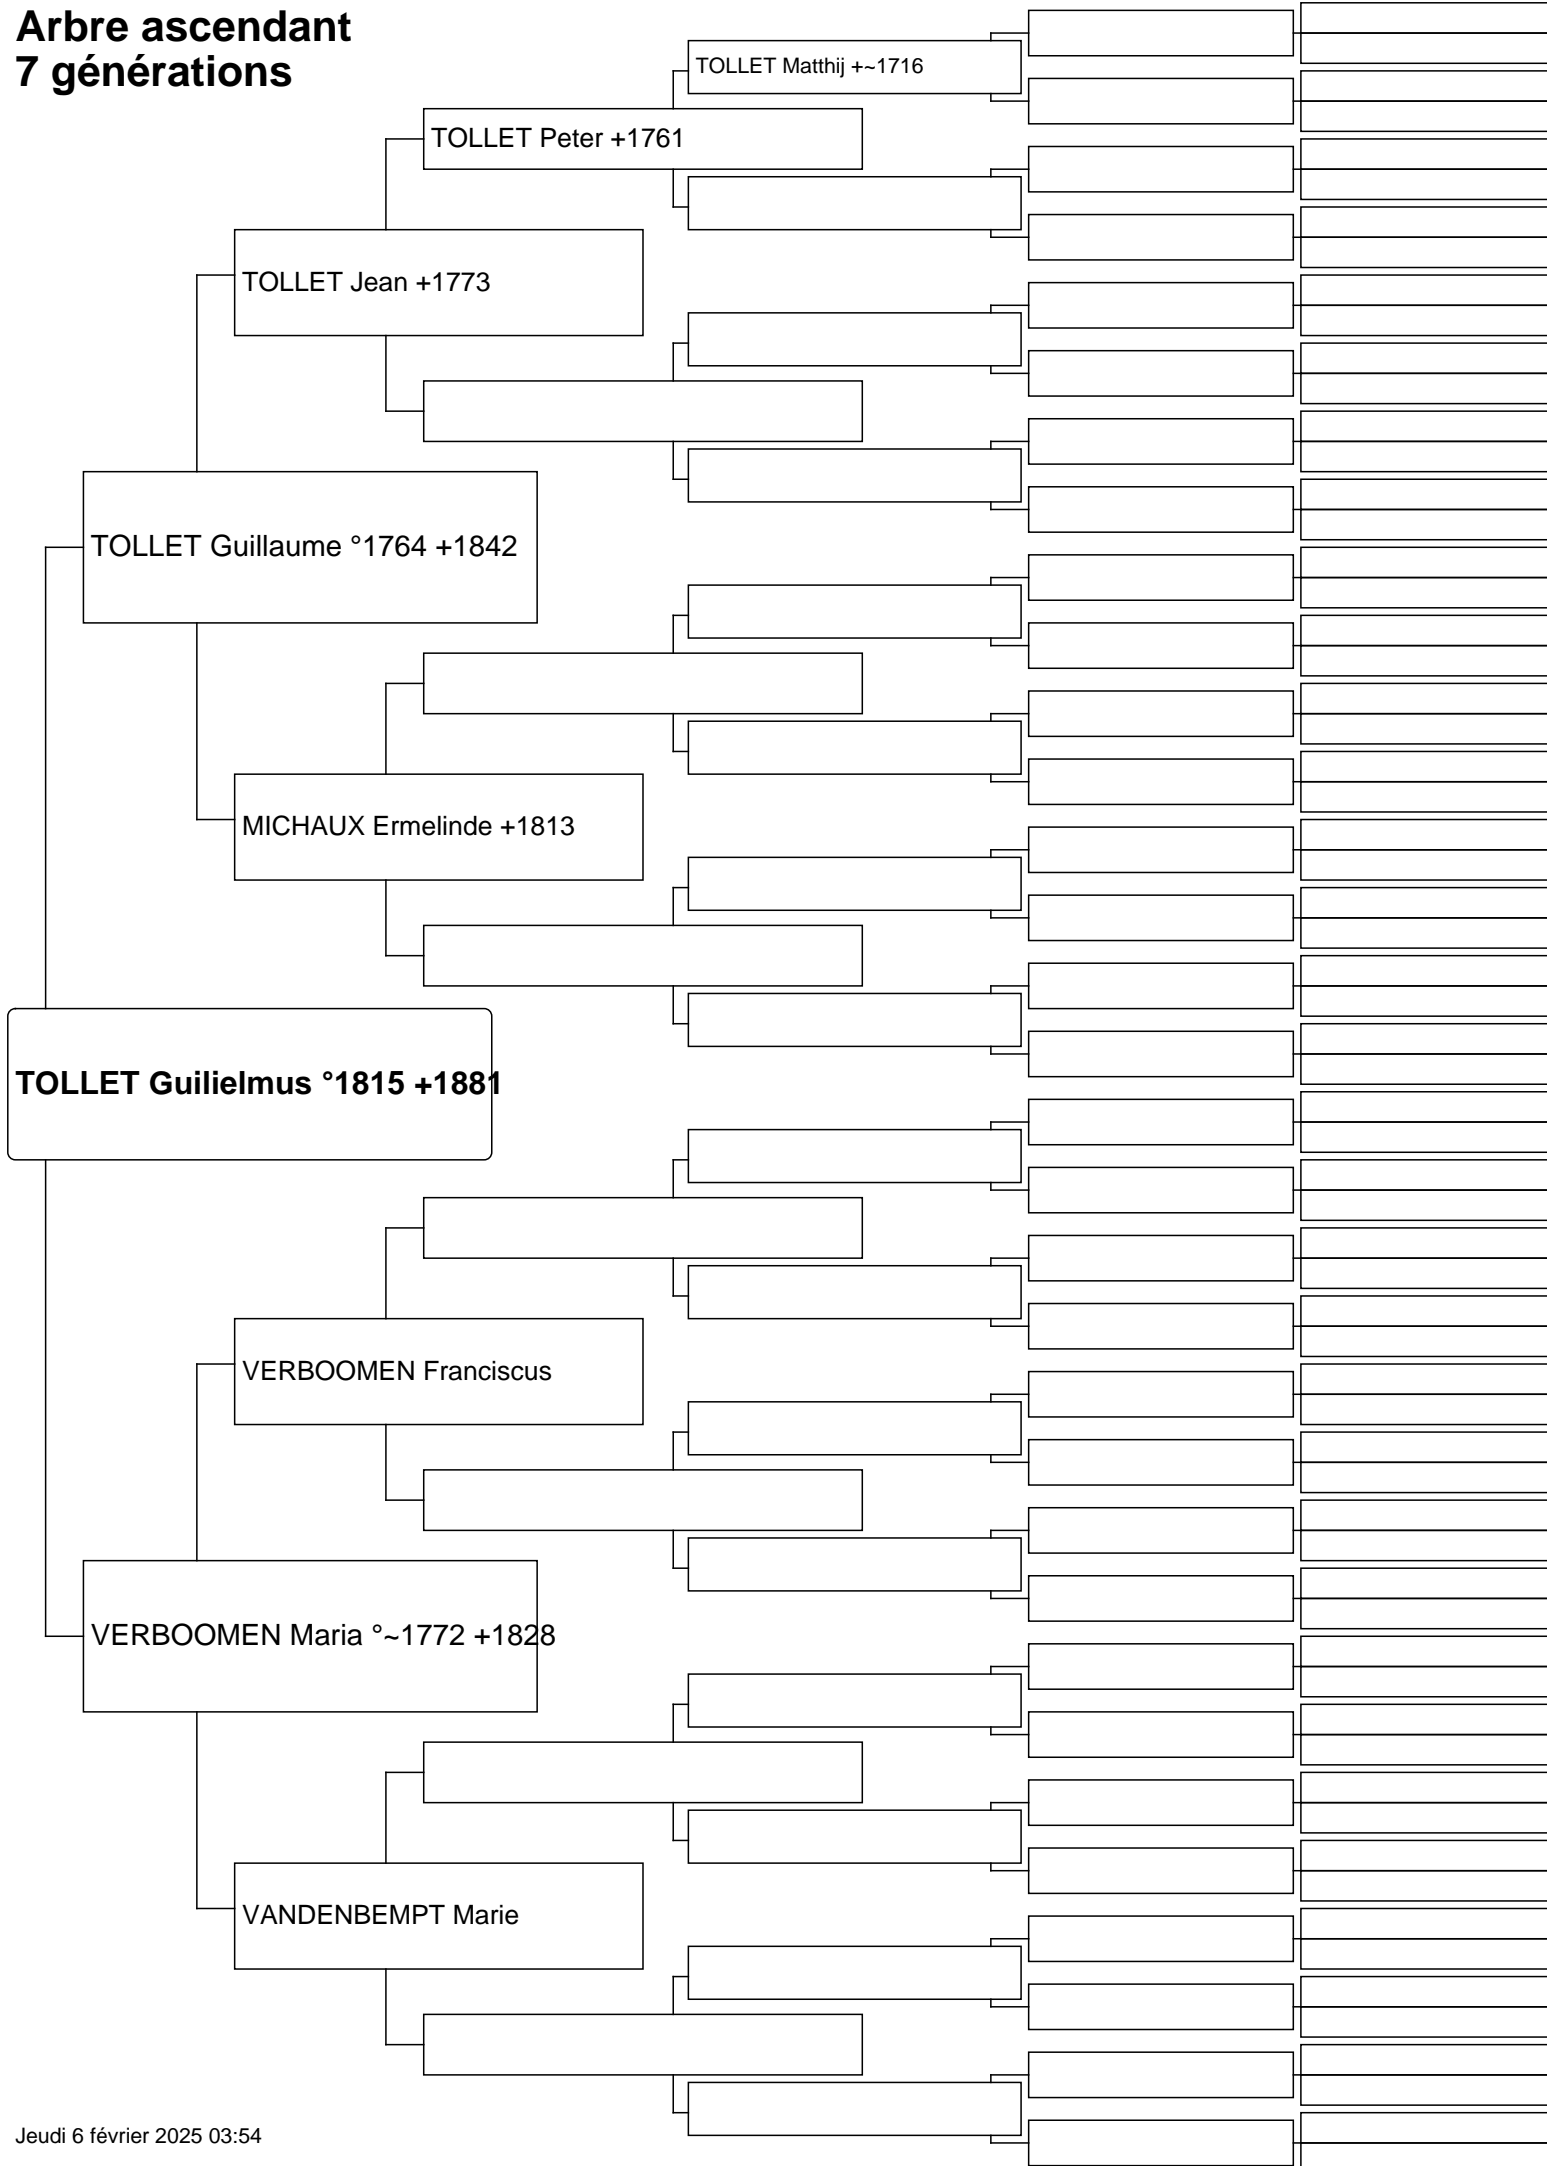 Arbre ascendant
7 générations
TOLLET Matthij +~1716
TOLLET Peter +1761
TOLLET Jean +1773
TOLLET Guillaume °1764 +1842
MICHAUX Ermelinde +1813
TOLLET Guilielmus °1815 +1881
VERBOOMEN Franciscus
VERBOOMEN Maria °~1772 +1828
VANDENBEMPT Marie
Jeudi 6 février 2025 03:54